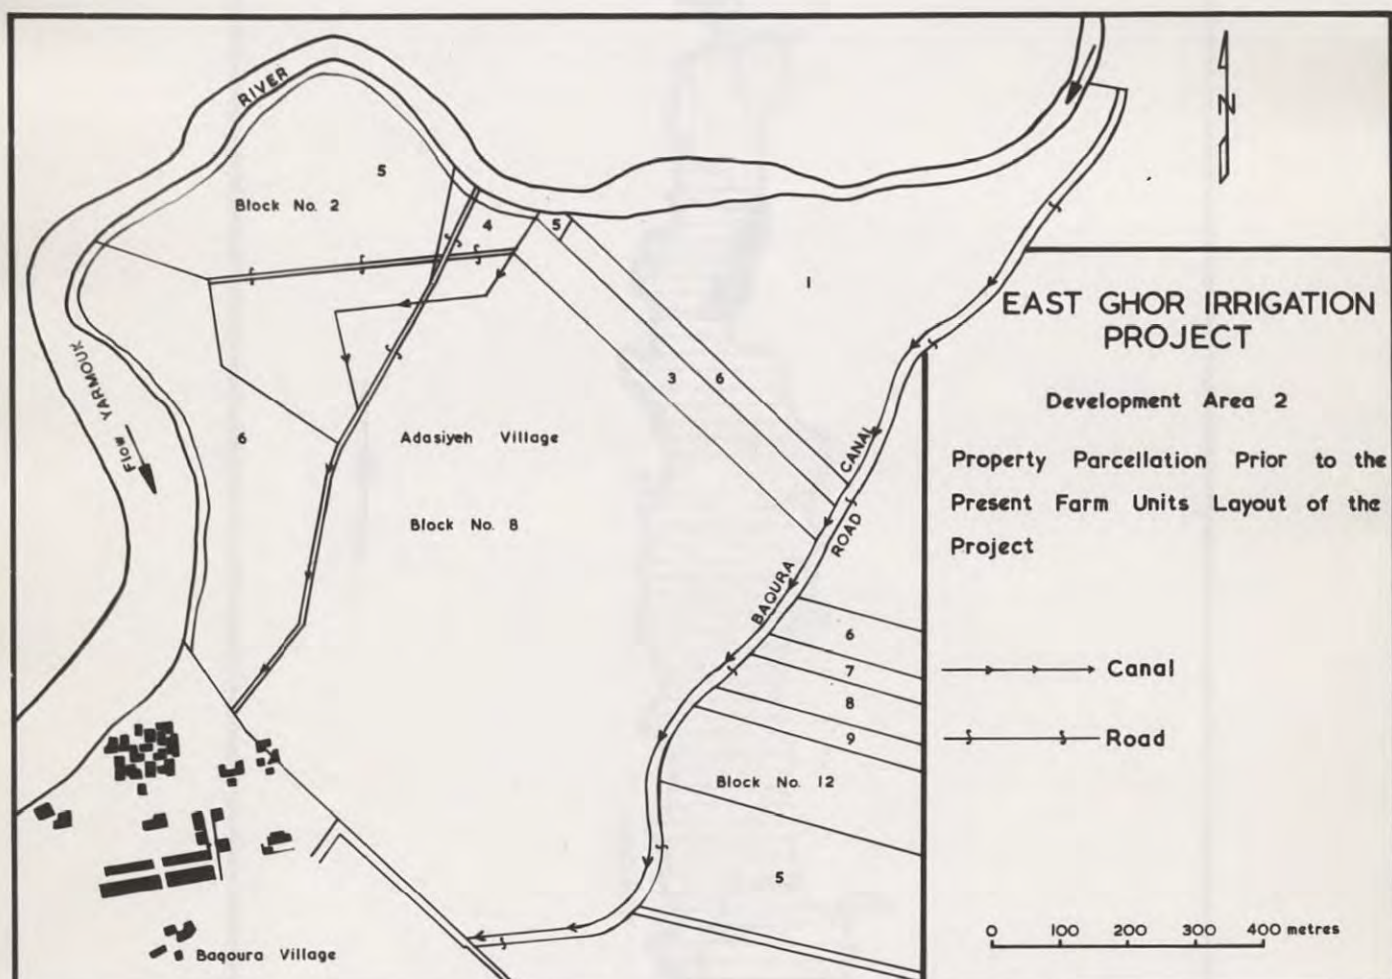 RIVER
N
5
Block No. 2
4
5
1
EAST GHOR IRRIGATION
PROJECT
3
6
Development Area 2
Flow YARMOUK
6
Adasiyeh Village
CANAL
Property Parcellation Prior to the
Present Farm Units Layout of the
Project
Block No. 8
ROAD
BAQURA
6
7
8
9
Canal
Road
Block No. 12
5
0 100 200 300 400 metres
Baqoura Village